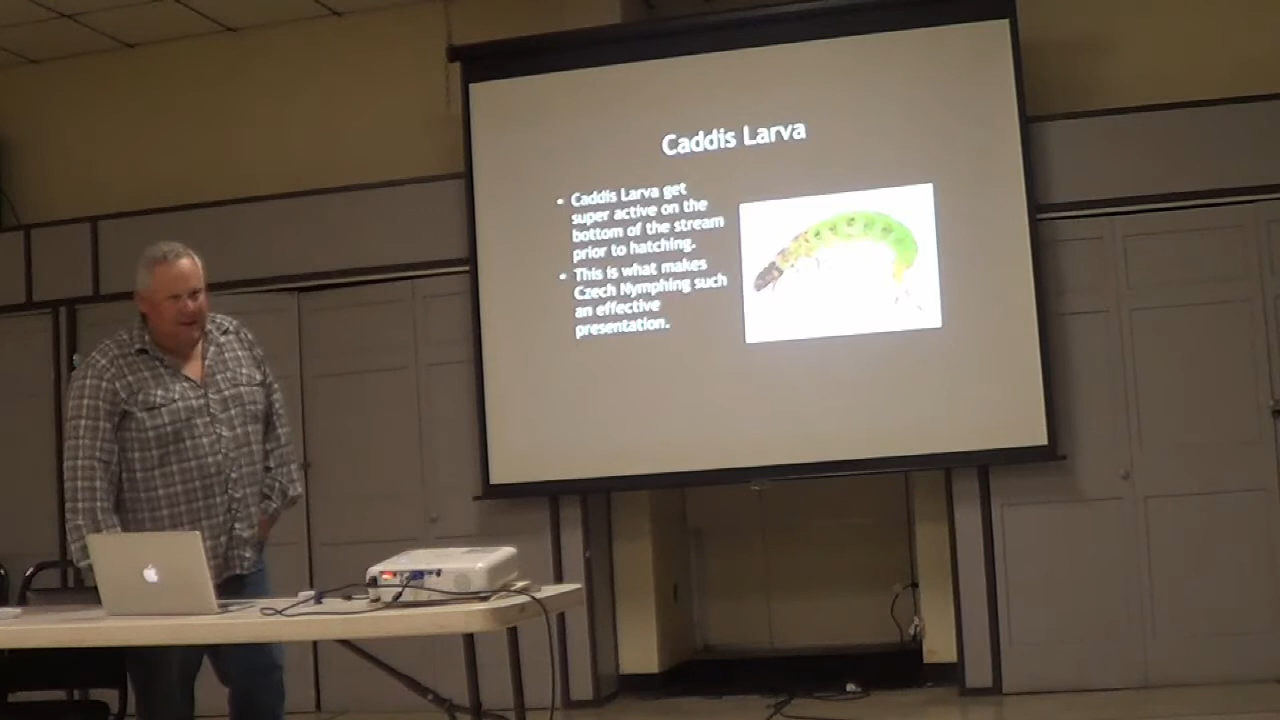 Caddis Larva
• Caddis Larva get
super active on the
bottom of the stream
prior to hatching.
• This is what makes
Czech Nymphing such
an effective
presentation.